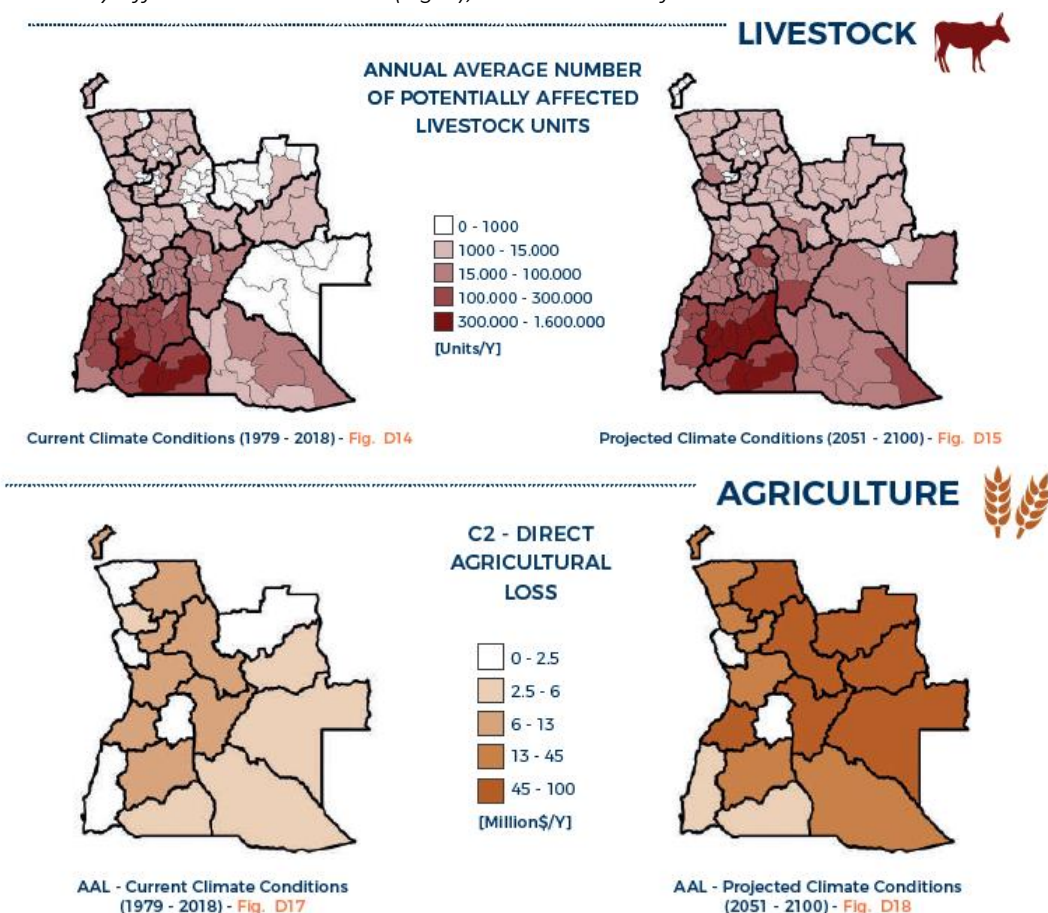 LIVESTOCK
ANNUAL AVERAGE NUMBER
OF POTENTIALLY AFFECTED
LIVESTOCK UNITS
0 - 1000
1000 - 15.000
15.000 - 100.000
100.000 - 300.000
300.000 - 1.600.000
[Units/Y]
Current Climate Conditions (1979 - 2018) - Fig. D14
Projected Climate Conditions (2051 - 2100) - Fig. D15
AGRICULTURE
C2 - DIRECT
AGRICULTURAL
LOSS
0 - 2.5
2.5 - 6
6 - 13
13 - 45
45 - 100
[Million$/Y]
AAL - Current Climate Conditions
(1979 - 2018) - Fig. D17
AAL - Projected Climate Conditions
(2051 - 2100) - Fig. D18